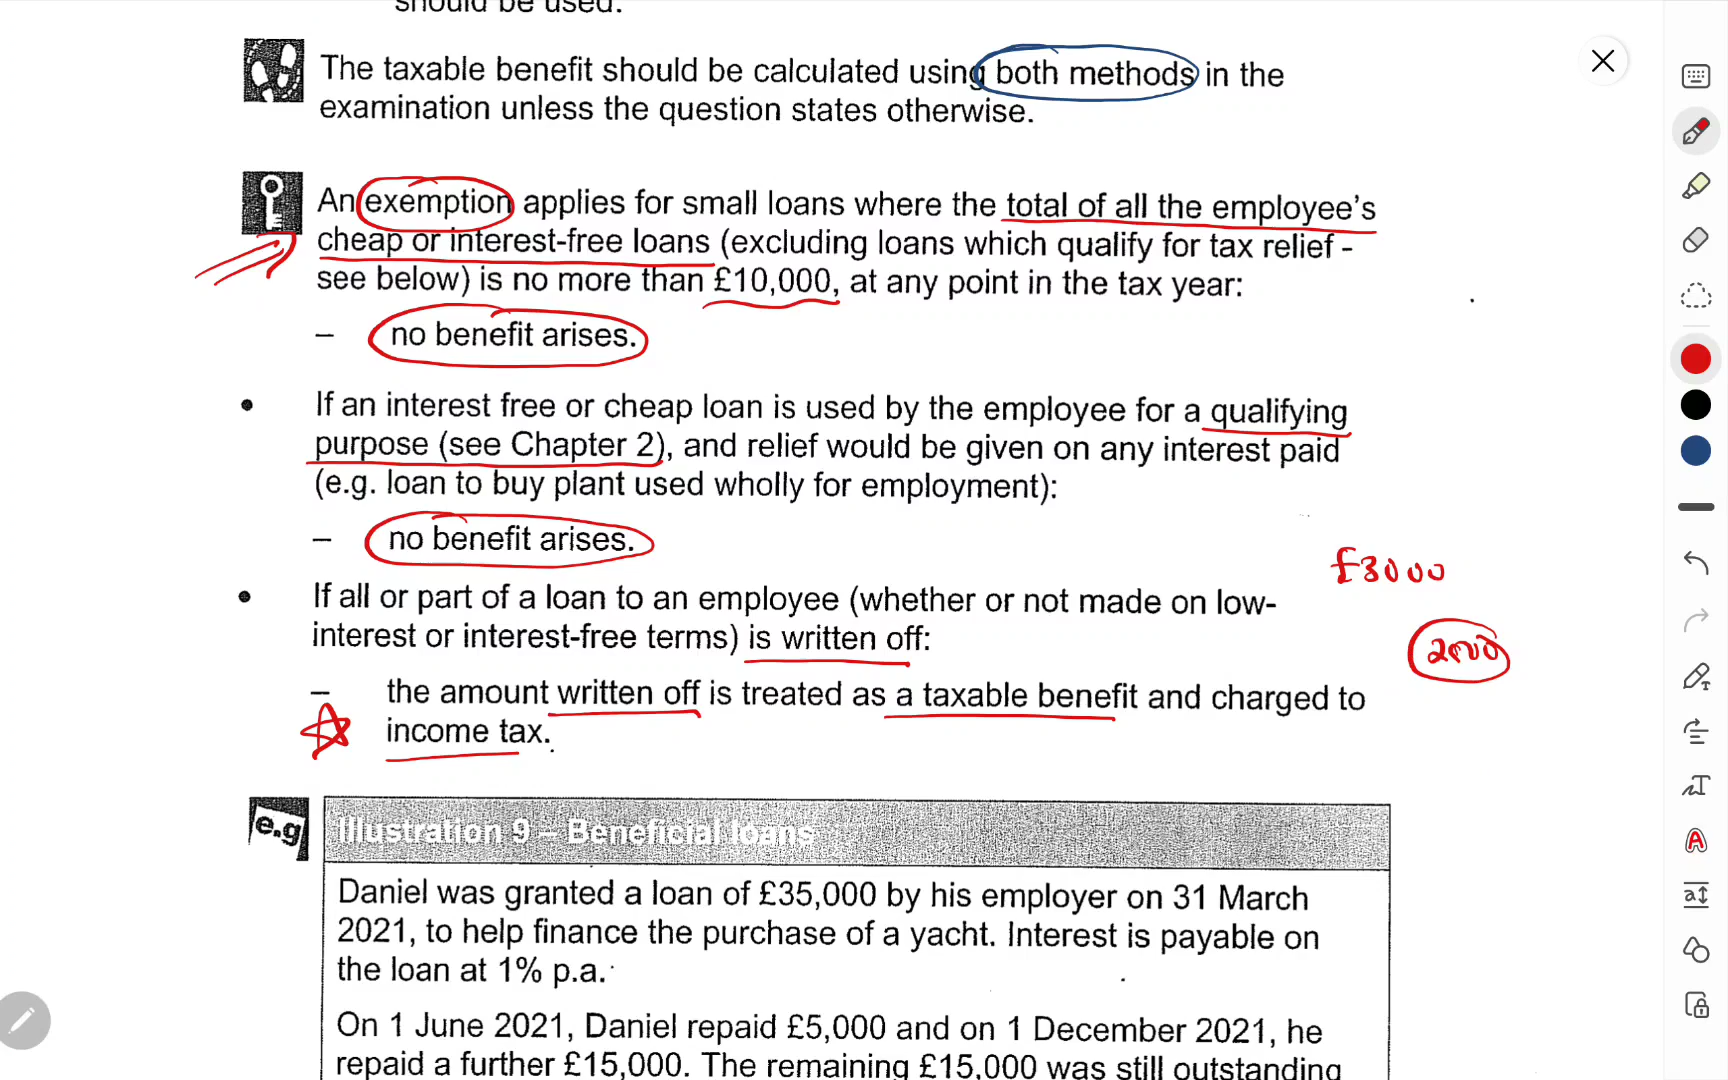 should be used.
The taxable benefit should be calculated using both methods in the
examination unless the question states otherwise.
An exemption applies for small loans where the total of all the employee's
cheap or interest-free loans (excluding loans which qualify for tax relief -
see below) is no more than £10,000, at any point in the tax year:
– no benefit arises.
• If an interest free or cheap loan is used by the employee for a qualifying
purpose (see Chapter 2), and relief would be given on any interest paid
(e.g. loan to buy plant used wholly for employment):
– no benefit arises.
£3000
• If all or part of a loan to an employee (whether or not made on low-
interest or interest-free terms) is written off:
2000
– the amount written off is treated as a taxable benefit and charged to
income tax.
e.g Illustration 9 – Beneficial loans
Daniel was granted a loan of £35,000 by his employer on 31 March
2021, to help finance the purchase of a yacht. Interest is payable on
the loan at 1% p.a.
On 1 June 2021, Daniel repaid £5,000 and on 1 December 2021, he
repaid a further £15,000. The remaining £15,000 was still outstanding